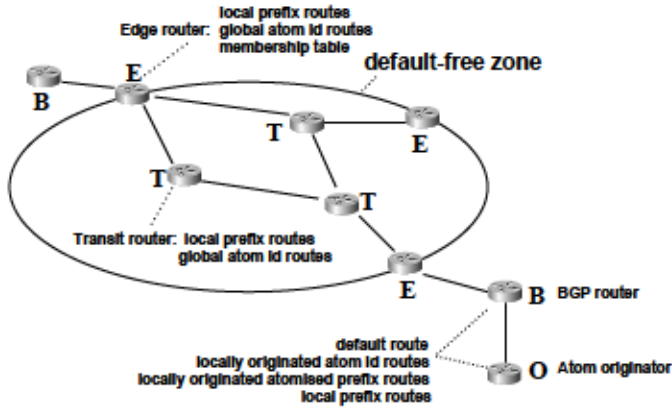 local prefix routes
Edge router: global atom id routes
membership table
default-free zone
E
B
T
E
T
T
Transit router: local prefix routes
global atom id routes
E
B BGP router
default route
locally originated atom id routes
locally originated atomised prefix routes
local prefix routes
O Atom originator